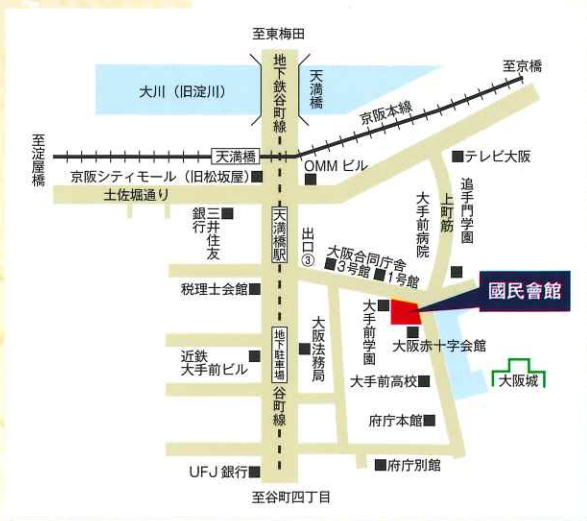 至東梅田
至京橋
大川（旧淀川）
地下鉄谷町線
天満橋
京阪本線
至淀屋橋
天満橋
OMM ビル
テレビ大阪
京阪シティモール（旧松坂屋）
土佐堀通り
三井住友
銀行
天満橋駅
出口③
大手前病院
上町筋
追手門学園
大阪合同庁舎
3号館
1号館
税理士会館
國民會館
大手前学園
大阪赤十字会館
近鉄
大手前ビル
地下駐車場
大阪法務局
大手前高校
大阪城
谷町線
府庁本館
UFJ 銀行
府庁別館
至谷町四丁目